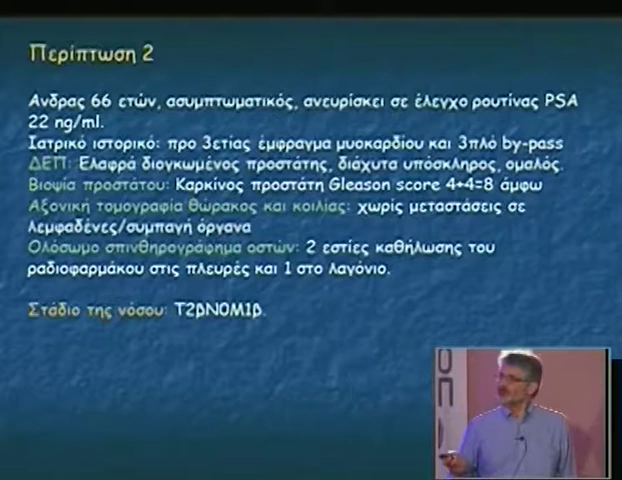 Περίπτωση 2
Ανδρας 66 ετών, ασυμπτωματικός, ανευρίσκει σε έλεγχο ρουτίνας PSA
22 ng/ml.
Ιατρικό ιστορικό: προ 3ετίας έμφραγμα μυοκαρδίου και 3πλό by-pass
ΔΕΠ: Ελαφρά διογκωμένος προστάτης, διάχυτα υπόσκληρος, ομαλός.
Βιοψία προστάτου: Καρκίνος προστάτη Gleason score 4+4=8 άμφω
Αξονική τομογραφία θώρακος και κοιλίας: χωρίς μεταστάσεις σε
λεμφαδένες/συμπαγή όργανα
Ολόσωμο σπινθηρογράφημα οστών: 2 εστίες καθήλωσης του
ραδιοφαρμάκου στις πλευρές και 1 στο λαγόνιο.
Στάδιο της νόσου: Τ2βΝ0Μ1β.